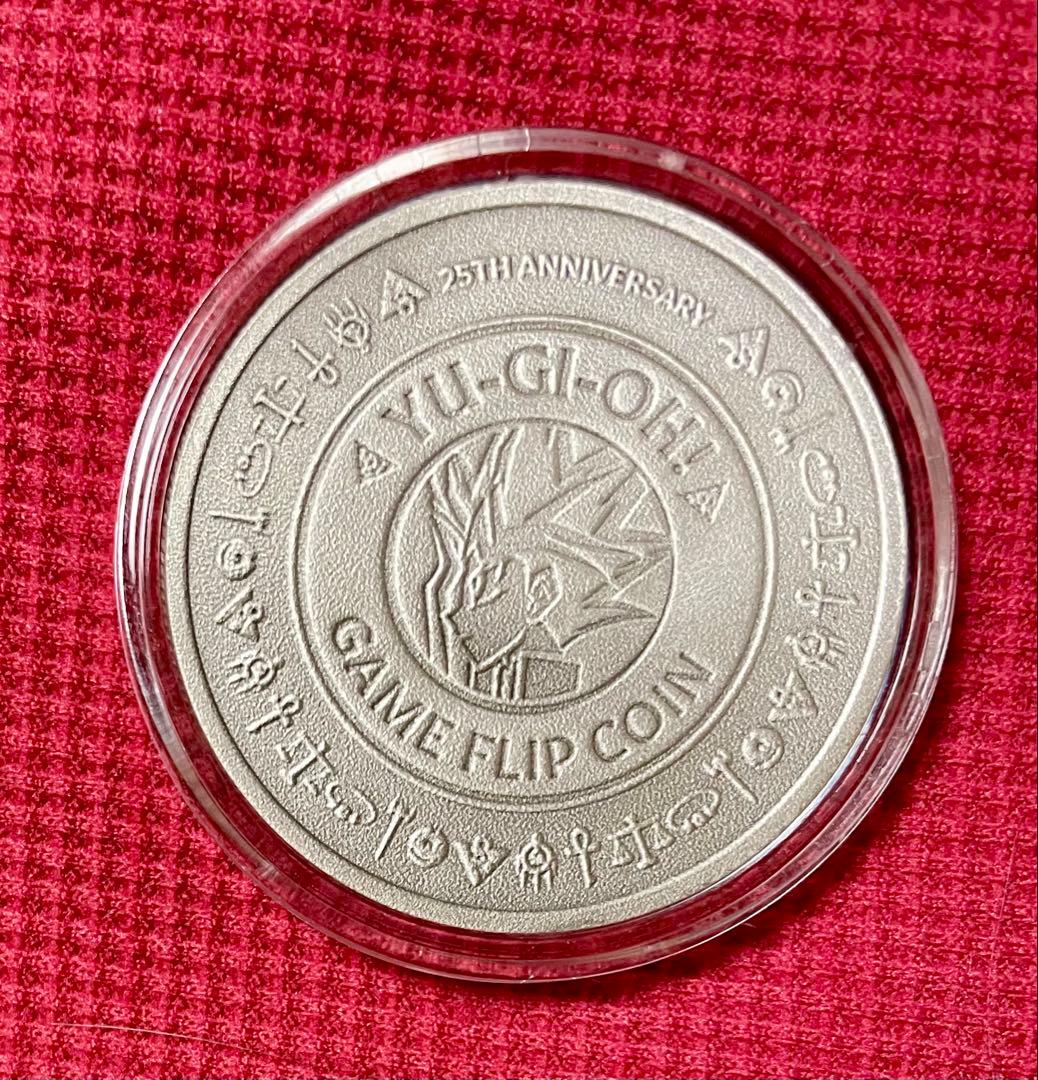 25TH ANNIVERSARY
YU-GI-OH!
GAME FLIP COIN